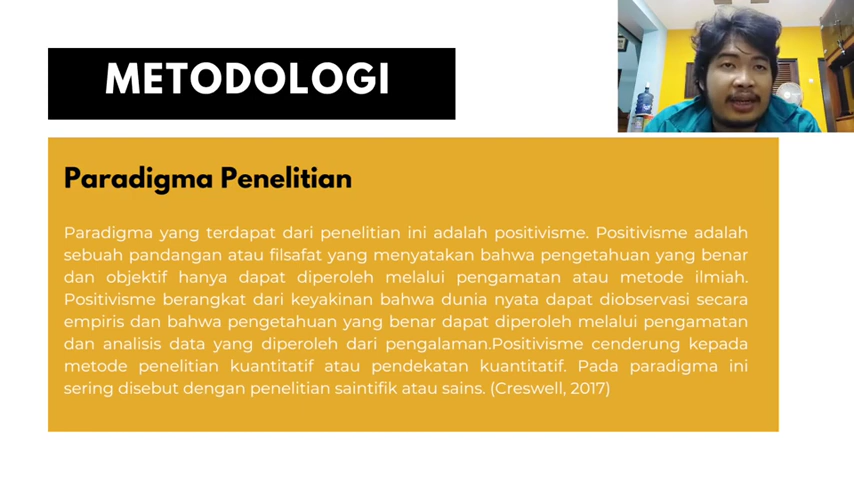 METODOLOGI
Paradigma Penelitian
Paradigma yang terdapat dari penelitian ini adalah positivisme. Positivisme adalah
sebuah pandangan atau filsafat yang menyatakan bahwa pengetahuan yang benar
dan objektif hanya dapat diperoleh melalui pengamatan atau metode ilmiah.
Positivisme berangkat dari keyakinan bahwa dunia nyata dapat diobservasi secara
empiris dan bahwa pengetahuan yang benar dapat diperoleh melalui pengamatan
dan analisis data yang diperoleh dari pengalaman.Positivisme cenderung kepada
metode penelitian kuantitatif atau pendekatan kuantitatif. Pada paradigma ini
sering disebut dengan penelitian saintifik atau sains. (Creswell, 2017)